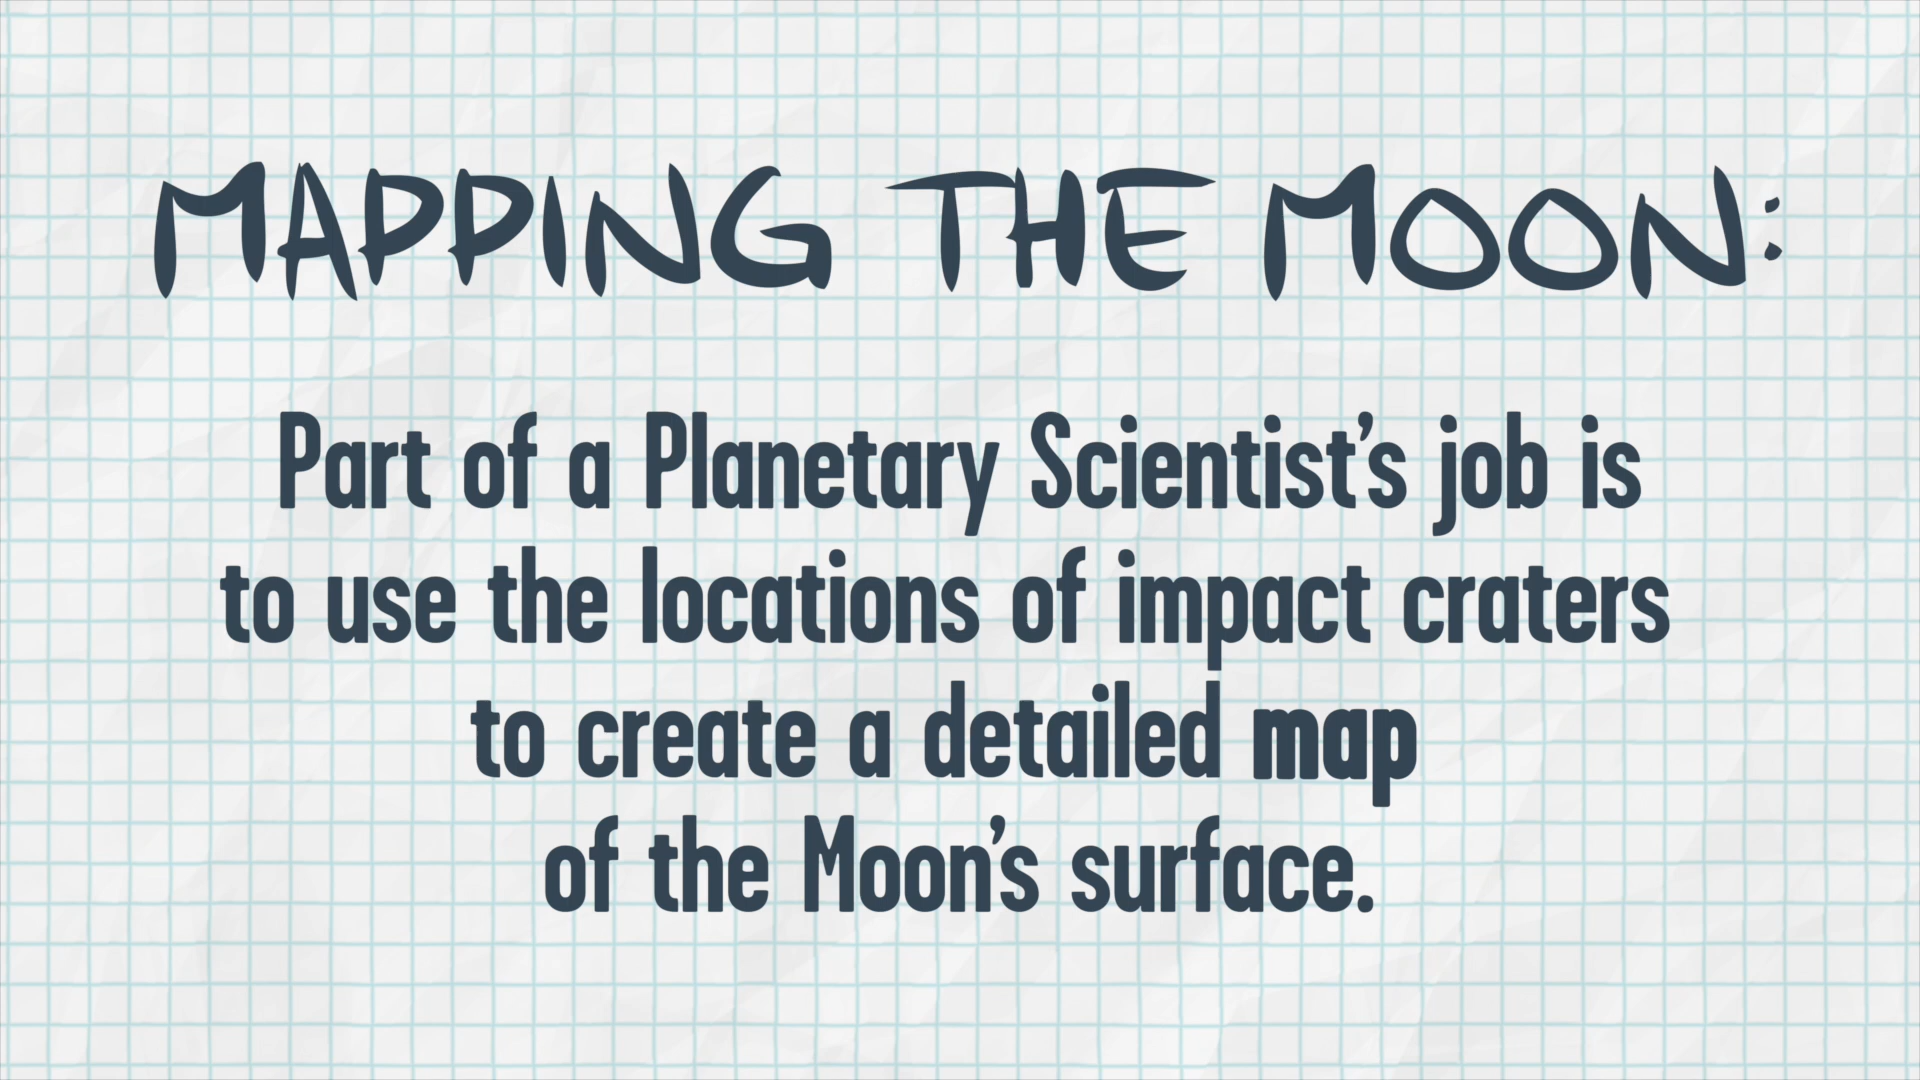 MAPPING THE MOON:
Part of a Planetary Scientist’s job is
to use the locations of impact craters
to create a detailed map
of the Moon’s surface.